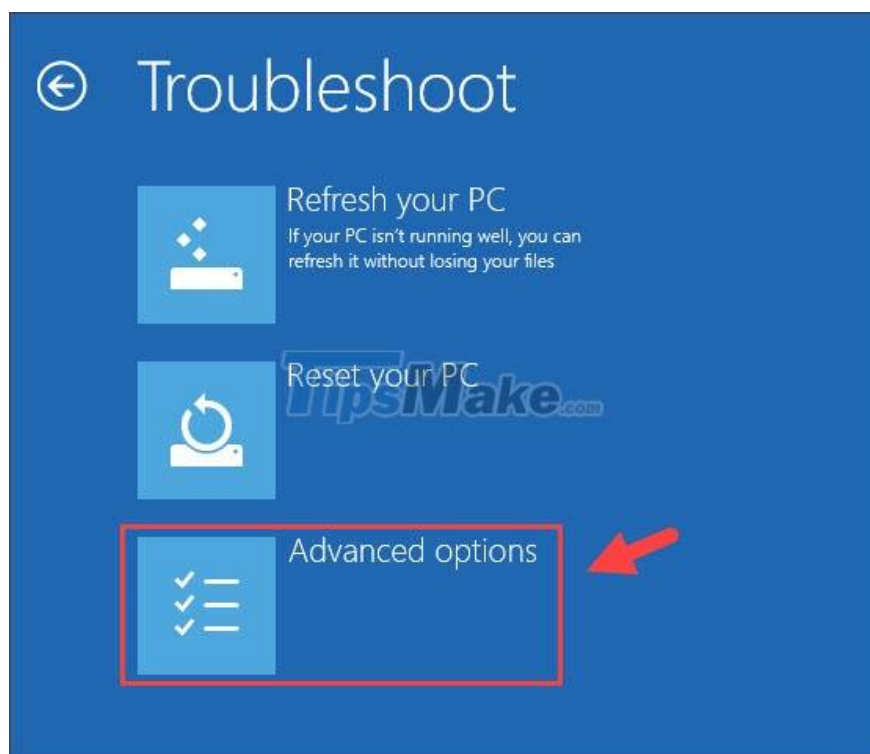 Troubleshoot
Refresh your PC
If your PC isn't running well, you can
refresh it without losing your files
Reset your PC
TipsMake.com
Advanced options